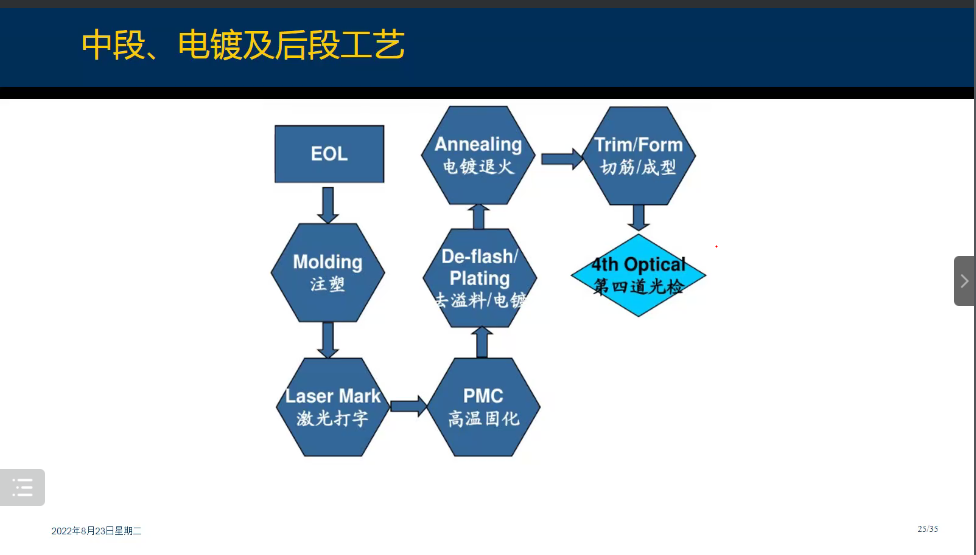 中段、电镀及后段工艺
EOL
Molding
注塑
Laser Mark
激光打字
PMC
高温固化
De-flash/
Plating
去溢料/电镀
Annealing
电镀退火
Trim/Form
切筋/成型
4th Optical
第四道光检
2022年8月23日星期二
25/35